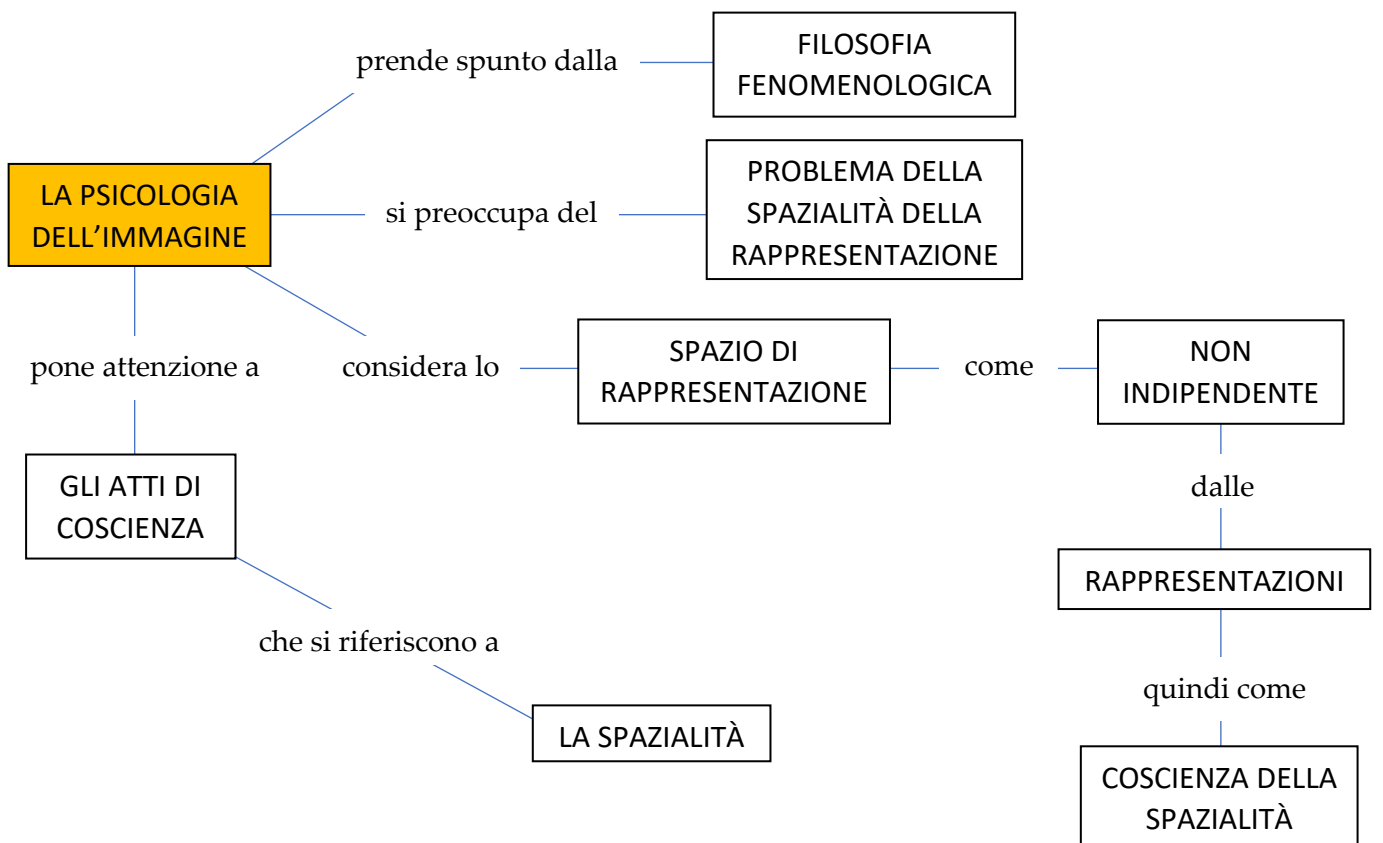 prende spunto dalla
FILOSOFIA
FENOMENOLOGICA
LA PSICOLOGIA
DELL’IMMAGINE
si preoccupa del
PROBLEMA DELLA
SPAZIALITÀ DELLA
RAPPRESENTAZIONE
pone attenzione a
considera lo
SPAZIO DI
RAPPRESENTAZIONE
come
NON
INDIPENDENTE
GLI ATTI DI
COSCIENZA
dalle
RAPPRESENTAZIONI
che si riferiscono a
quindi come
LA SPAZIALITÀ
COSCIENZA DELLA
SPAZIALITÀ